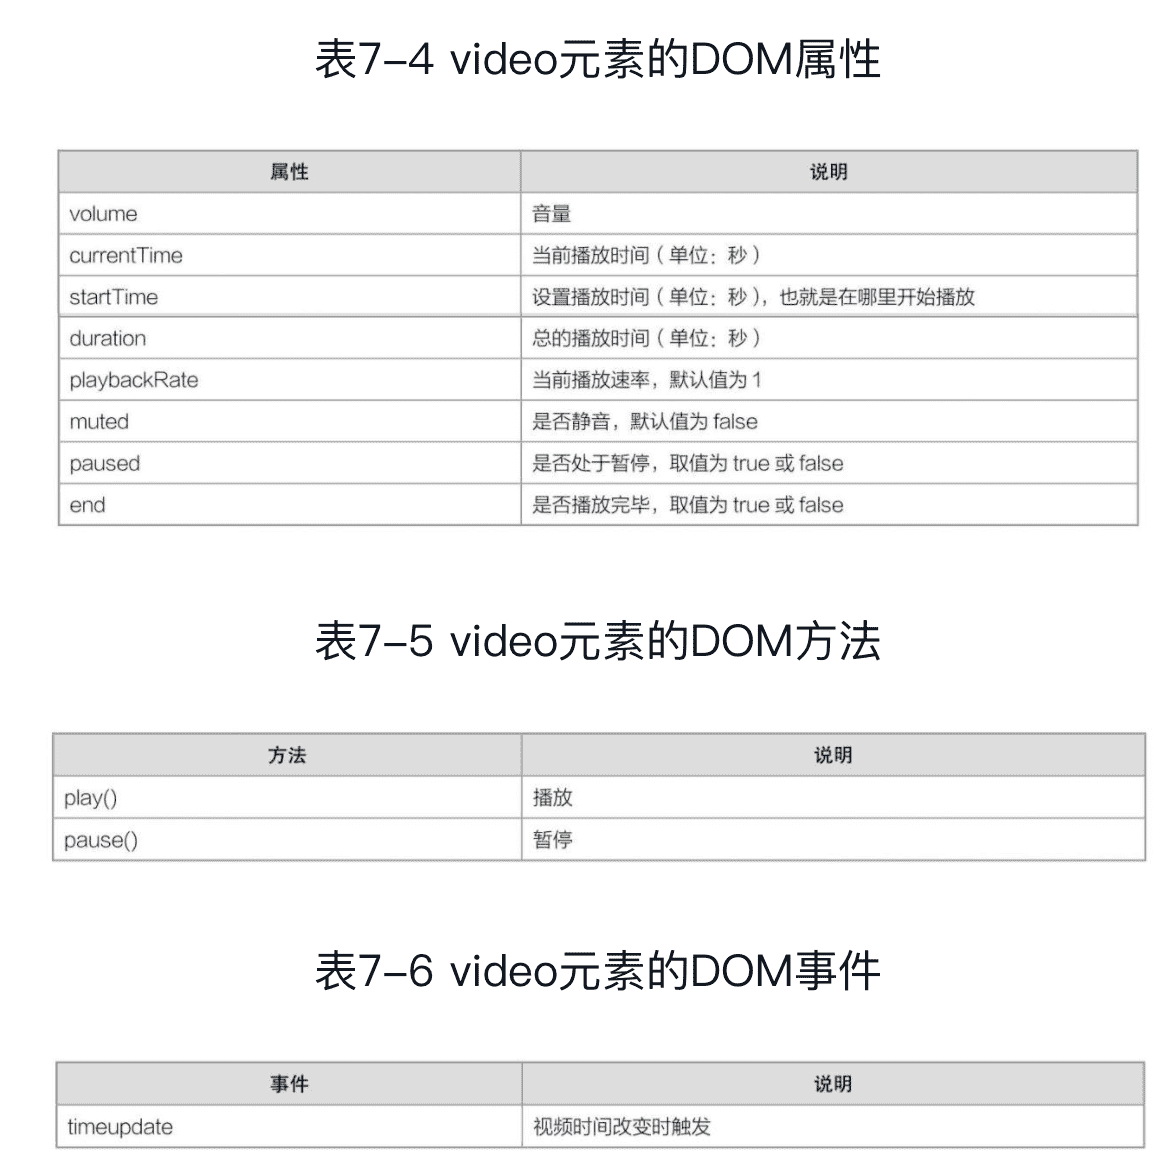 表7-4 video元素的DOM属性
属性 说明
volume 音量
currentTime 当前播放时间（单位：秒）
startTime 设置播放时间（单位：秒），也就是在哪里开始播放
duration 总的播放时间（单位：秒）
playbackRate 当前播放速率，默认值为 1
muted 是否静音，默认值为 false
paused 是否处于暂停，取值为 true 或 false
end 是否播放完毕，取值为 true 或 false
表7-5 video元素的DOM方法
方法 说明
play() 播放
pause() 暂停
表7-6 video元素的DOM事件
事件 说明
timeupdate 视频时间改变时触发